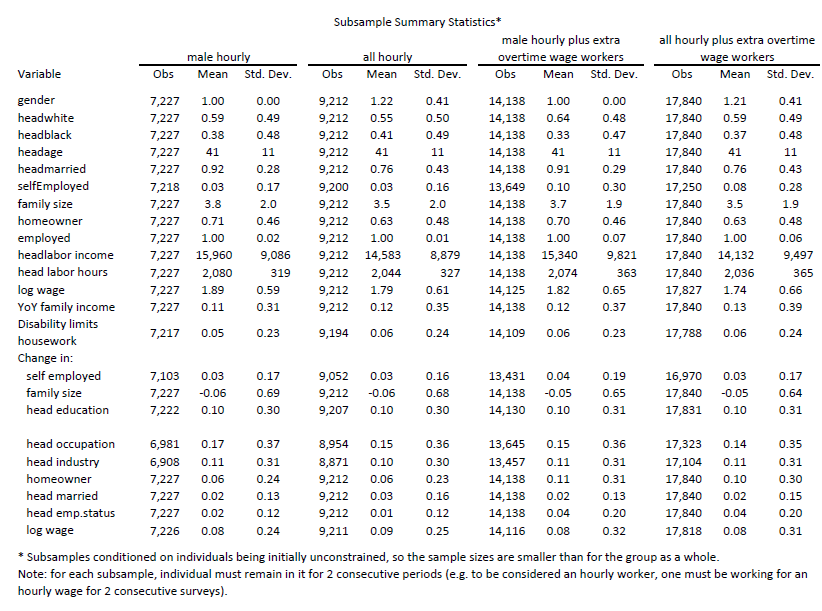 Subsample Summary Statistics*
male hourly plus extra all hourly plus extra overtime
male hourly all hourly overtime wage workers wage workers
Variable Obs Mean Std. Dev. Obs Mean Std. Dev. Obs Mean Std. Dev. Obs Mean Std. Dev.
gender 7,227 1.00 0.00 9,212 1.22 0.41 14,138 1.00 0.00 17,840 1.21 0.41
headwhite 7,227 0.59 0.49 9,212 0.55 0.50 14,138 0.64 0.48 17,840 0.59 0.49
headblack 7,227 0.38 0.48 9,212 0.41 0.49 14,138 0.33 0.47 17,840 0.37 0.48
headage 7,227 41 11 9,212 41 11 14,138 41 11 17,840 41 11
headmarried 7,227 0.92 0.28 9,212 0.76 0.43 14,138 0.91 0.29 17,840 0.76 0.43
selfEmployed 7,218 0.03 0.17 9,200 0.03 0.16 13,649 0.10 0.30 17,250 0.08 0.28
family size 7,227 3.8 2.0 9,212 3.5 2.0 14,138 3.7 1.9 17,840 3.5 1.9
homeowner 7,227 0.71 0.46 9,212 0.63 0.48 14,138 0.70 0.46 17,840 0.63 0.48
employed 7,227 1.00 0.02 9,212 1.00 0.01 14,138 1.00 0.07 17,840 1.00 0.06
headlabor income 7,227 15,960 9,086 9,212 14,583 8,879 14,138 15,340 9,821 17,840 14,132 9,497
head labor hours 7,227 2,080 319 9,212 2,044 327 14,138 2,074 363 17,840 2,036 365
log wage 7,227 1.89 0.59 9,212 1.79 0.61 14,125 1.82 0.65 17,827 1.74 0.66
YoY family income 7,227 0.11 0.31 9,212 0.12 0.35 14,138 0.12 0.37 17,840 0.13 0.39
Disability limits
housework 7,217 0.05 0.23 9,194 0.06 0.24 14,109 0.06 0.23 17,788 0.06 0.24
Change in:
self employed 7,103 0.03 0.17 9,052 0.03 0.16 13,431 0.04 0.19 16,970 0.03 0.17
family size 7,227 -0.06 0.69 9,212 -0.06 0.68 14,138 -0.05 0.65 17,840 -0.05 0.64
head education 7,222 0.10 0.30 9,207 0.10 0.30 14,130 0.10 0.31 17,831 0.10 0.31
head occupation 6,981 0.17 0.37 8,954 0.15 0.36 13,645 0.15 0.36 17,323 0.14 0.35
head industry 6,908 0.11 0.31 8,871 0.10 0.30 13,457 0.11 0.31 17,104 0.11 0.31
homeowner 7,227 0.06 0.24 9,212 0.06 0.23 14,138 0.11 0.31 17,840 0.10 0.30
head married 7,227 0.02 0.13 9,212 0.03 0.16 14,138 0.02 0.13 17,840 0.02 0.15
head emp.status 7,227 0.02 0.12 9,212 0.01 0.12 14,138 0.04 0.20 17,840 0.04 0.20
log wage 7,226 0.08 0.24 9,211 0.09 0.25 14,116 0.08 0.32 17,818 0.08 0.31
* Subsamples conditioned on individuals being initially unconstrained, so the sample sizes are smaller than for the group as a whole.
Note: for each subsample, individual must remain in it for 2 consecutive periods (e.g. to be considered an hourly worker, one must be working for an
hourly wage for 2 consecutive surveys).